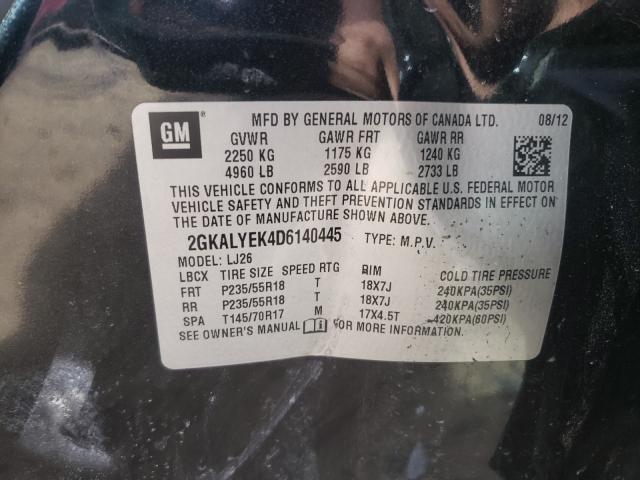 GM
MFD BY GENERAL MOTORS OF CANADA LTD. 08/12
GVWR GAWR FRT GAWR RR
2250 KG 1175 KG 1240 KG
4960 LB 2590 LB 2733 LB
THIS VEHICLE CONFORMS TO ALL APPLICABLE U.S. FEDERAL MOTOR
VEHICLE SAFETY AND THEFT PREVENTION STANDARDS IN EFFECT ON
THE DATE OF MANUFACTURE SHOWN ABOVE.
2GKALYEK4D6140445 TYPE: M.P.V.
MODEL: LJ26
LBCX TIRE SIZE SPEED RTG RIM COLD TIRE PRESSURE
FRT P235/55R18 T 18X7J 240KPA(35PSI)
RR P235/55R18 T 18X7J 240KPA(35PSI)
SPA T145/70R17 M 17X4.5T 420KPA(60PSI)
SEE OWNER'S MANUAL FOR MORE INFORMATION.